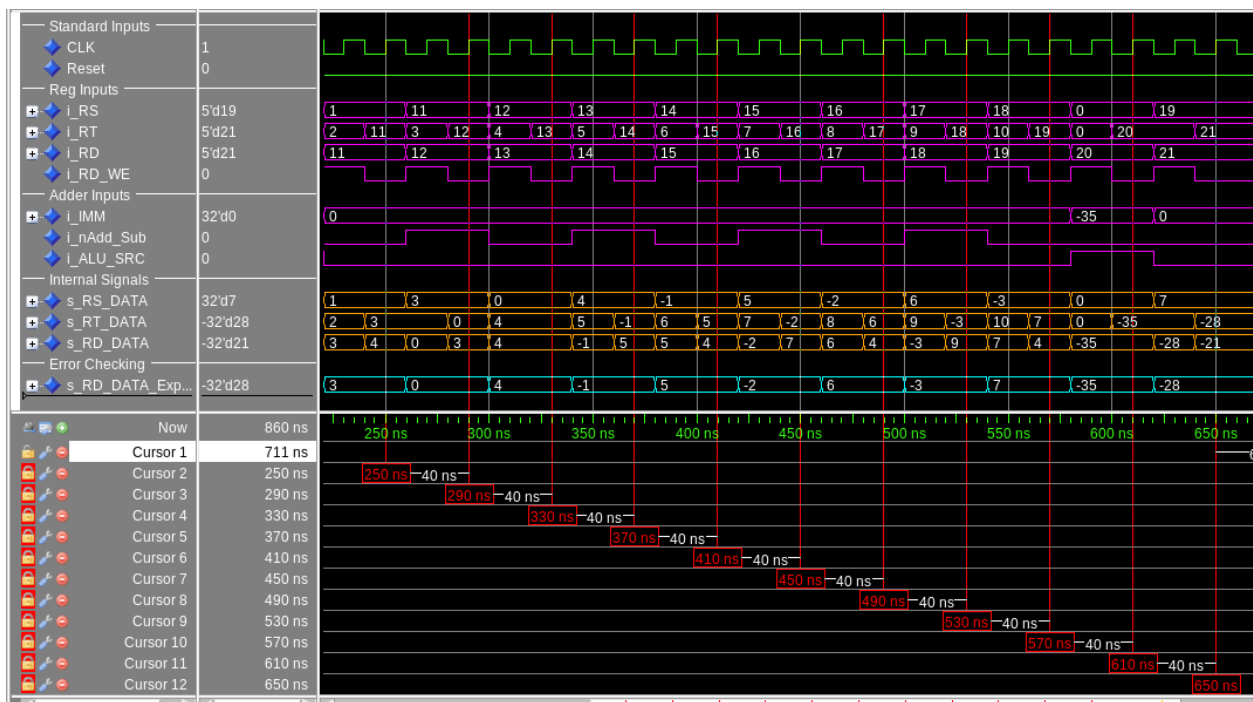 Standard Inputs
CLK 1
Reset 0
Reg Inputs
i_RS 5'd19 1 11 12 13 14 15 16 17 18 0 19
i_RT 5'd21 2 11 3 12 4 13 5 14 6 15 7 16 8 17 9 18 10 19 0 20 21
i_RD 5'd21 11 12 13 14 15 16 17 18 19 20 21
i_RD_WE 0
Adder Inputs
i_IMM 32'd0 0 -35 0
i_nAdd_Sub 0
i_ALU_SRC 0
Internal Signals
s_RS_DATA 32'd7 1 3 0 4 -1 5 -2 6 -3 0 7
s_RT_DATA -32'd28 2 3 0 4 5 -1 6 5 7 -2 8 6 9 -3 10 7 0 -35 -28
s_RD_DATA -32'd21 3 4 0 3 4 -1 5 5 4 -2 7 6 4 -3 9 7 4 -35 -28 -21
Error Checking
s_RD_DATA_Exp... -32'd28 3 0 4 -1 5 -2 6 -3 7 -35 -28
Now 860 ns 250 ns 300 ns 350 ns 400 ns 450 ns 500 ns 550 ns 600 ns 650 ns
Cursor 1 711 ns
Cursor 2 250 ns 250 ns 40 ns
Cursor 3 290 ns 290 ns 40 ns
Cursor 4 330 ns 330 ns 40 ns
Cursor 5 370 ns 370 ns 40 ns
Cursor 6 410 ns 410 ns 40 ns
Cursor 7 450 ns 450 ns 40 ns
Cursor 8 490 ns 490 ns 40 ns
Cursor 9 530 ns 530 ns 40 ns
Cursor 10 570 ns 570 ns 40 ns
Cursor 11 610 ns 610 ns 40 ns
Cursor 12 650 ns 650 ns